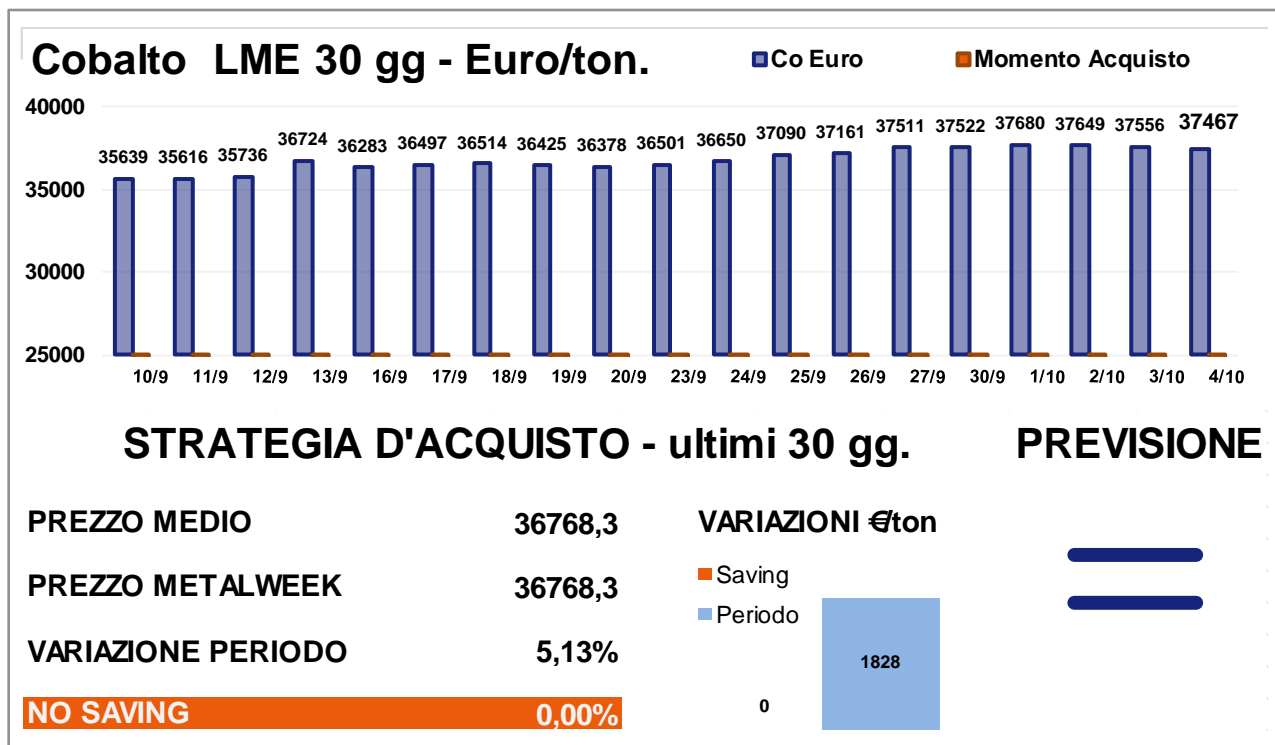 Cobalto LME 30 gg - Euro/ton.
Co Euro
Momento Acquisto
40000
35000
30000
25000
35639 35616 35736 36724 36283 36497 36514 36425 36378 36501 36650 37090 37161 37511 37522 37680 37649 37556 37467
10/9 11/9 12/9 13/9 16/9 17/9 18/9 19/9 20/9 23/9 24/9 25/9 26/9 27/9 30/9 1/10 2/10 3/10 4/10
STRATEGIA D'ACQUISTO - ultimi 30 gg.
PREVISIONE
PREZZO MEDIO 36768,3
PREZZO METALWEEK 36768,3
VARIAZIONE PERIODO 5,13%
NO SAVING 0,00%
VARIAZIONI €/ton
Saving
Periodo
1828
0